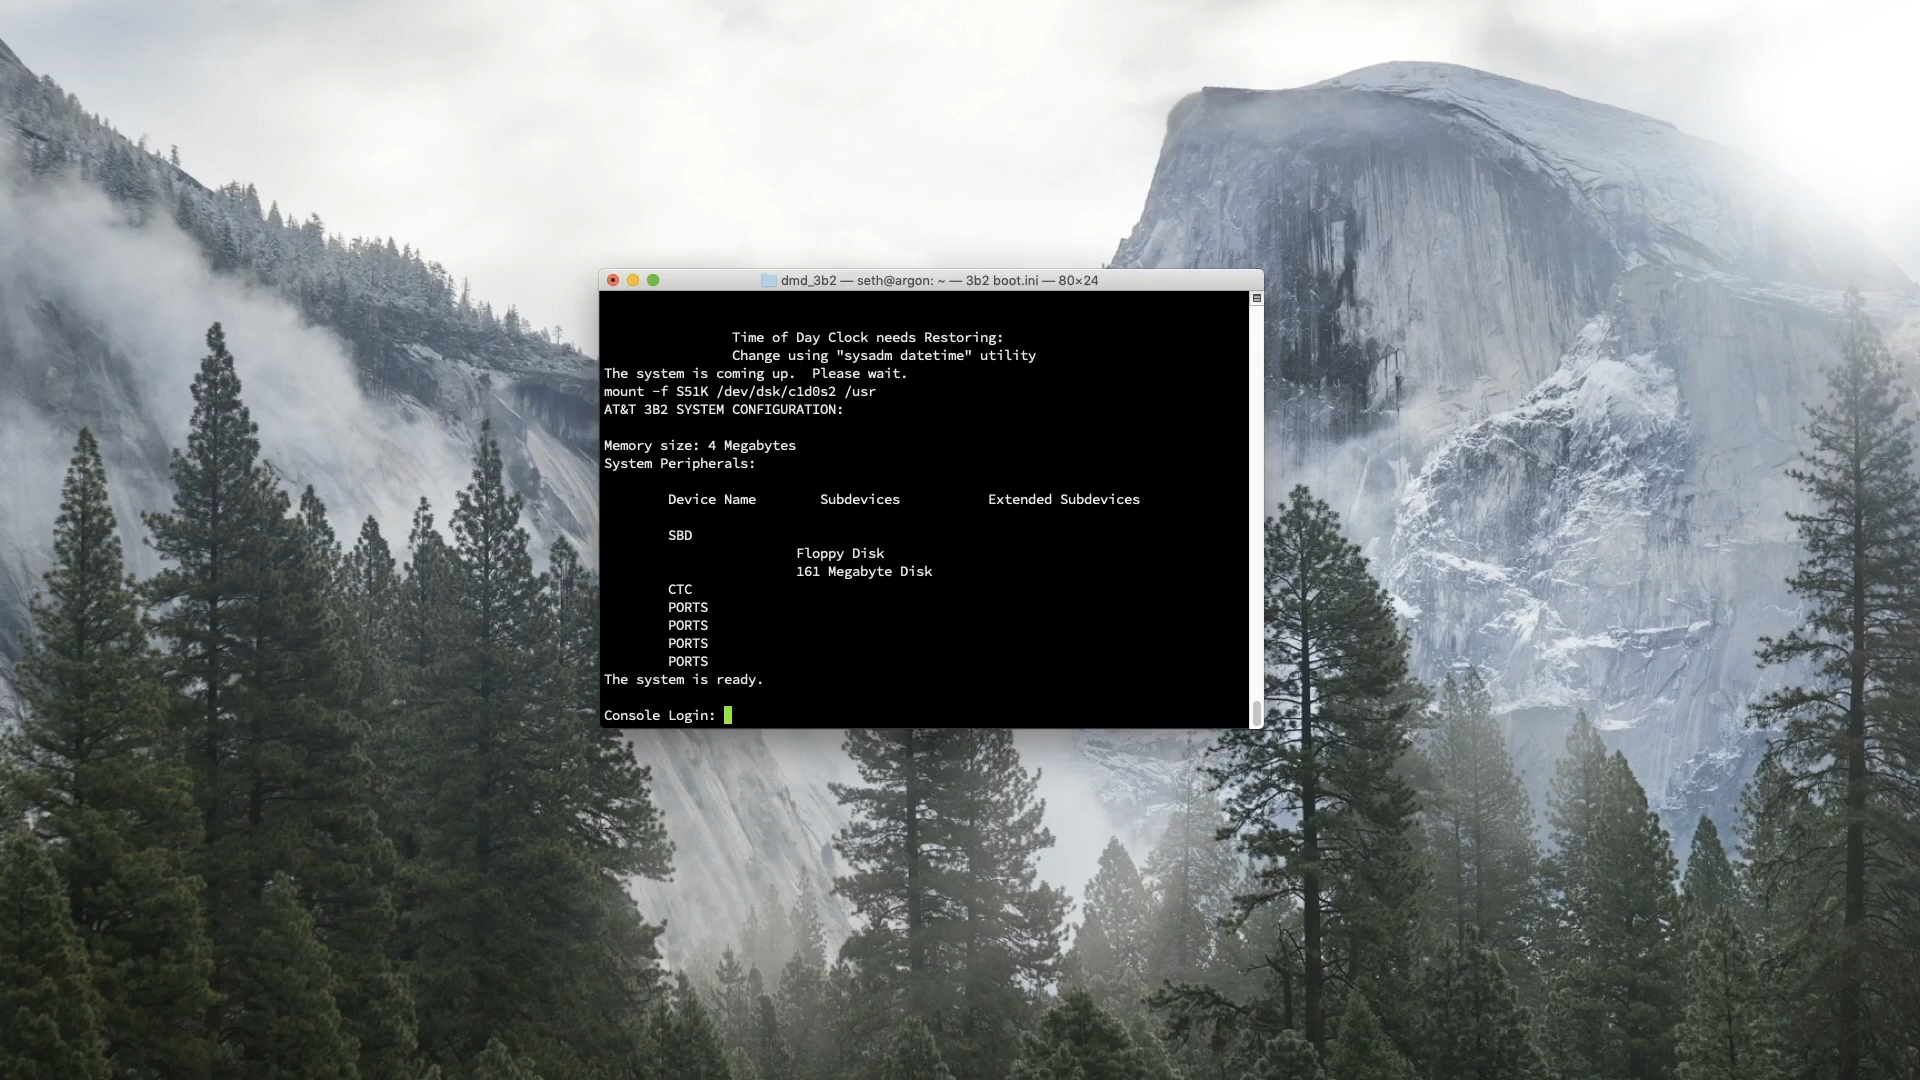 dmd_3b2 — seth@argon: ~ — 3b2 boot.ini — 80×24
Time of Day Clock needs Restoring:
Change using "sysadm datetime" utility
The system is coming up.  Please wait.
mount -f S51K /dev/dsk/c1d0s2 /usr
AT&T 3B2 SYSTEM CONFIGURATION:
Memory size: 4 Megabytes
System Peripherals:
Device Name        Subdevices           Extended Subdevices
SBD
Floppy Disk
161 Megabyte Disk
CTC
PORTS
PORTS
PORTS
PORTS
The system is ready.
Console Login: